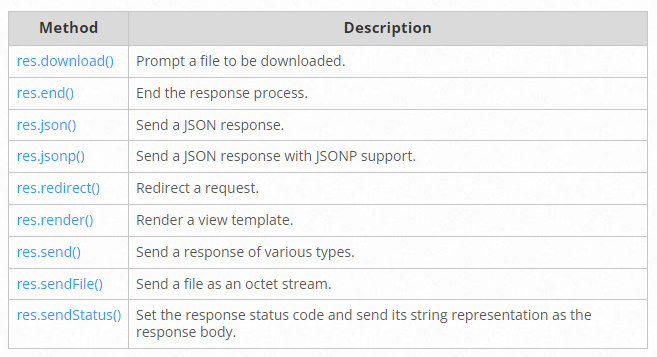 Method Description
res.download() Prompt a file to be downloaded.
res.end() End the response process.
res.json() Send a JSON response.
res.jsonp() Send a JSON response with JSONP support.
res.redirect() Redirect a request.
res.render() Render a view template.
res.send() Send a response of various types.
res.sendFile() Send a file as an octet stream.
res.sendStatus() Set the response status code and send its string representation as the
response body.